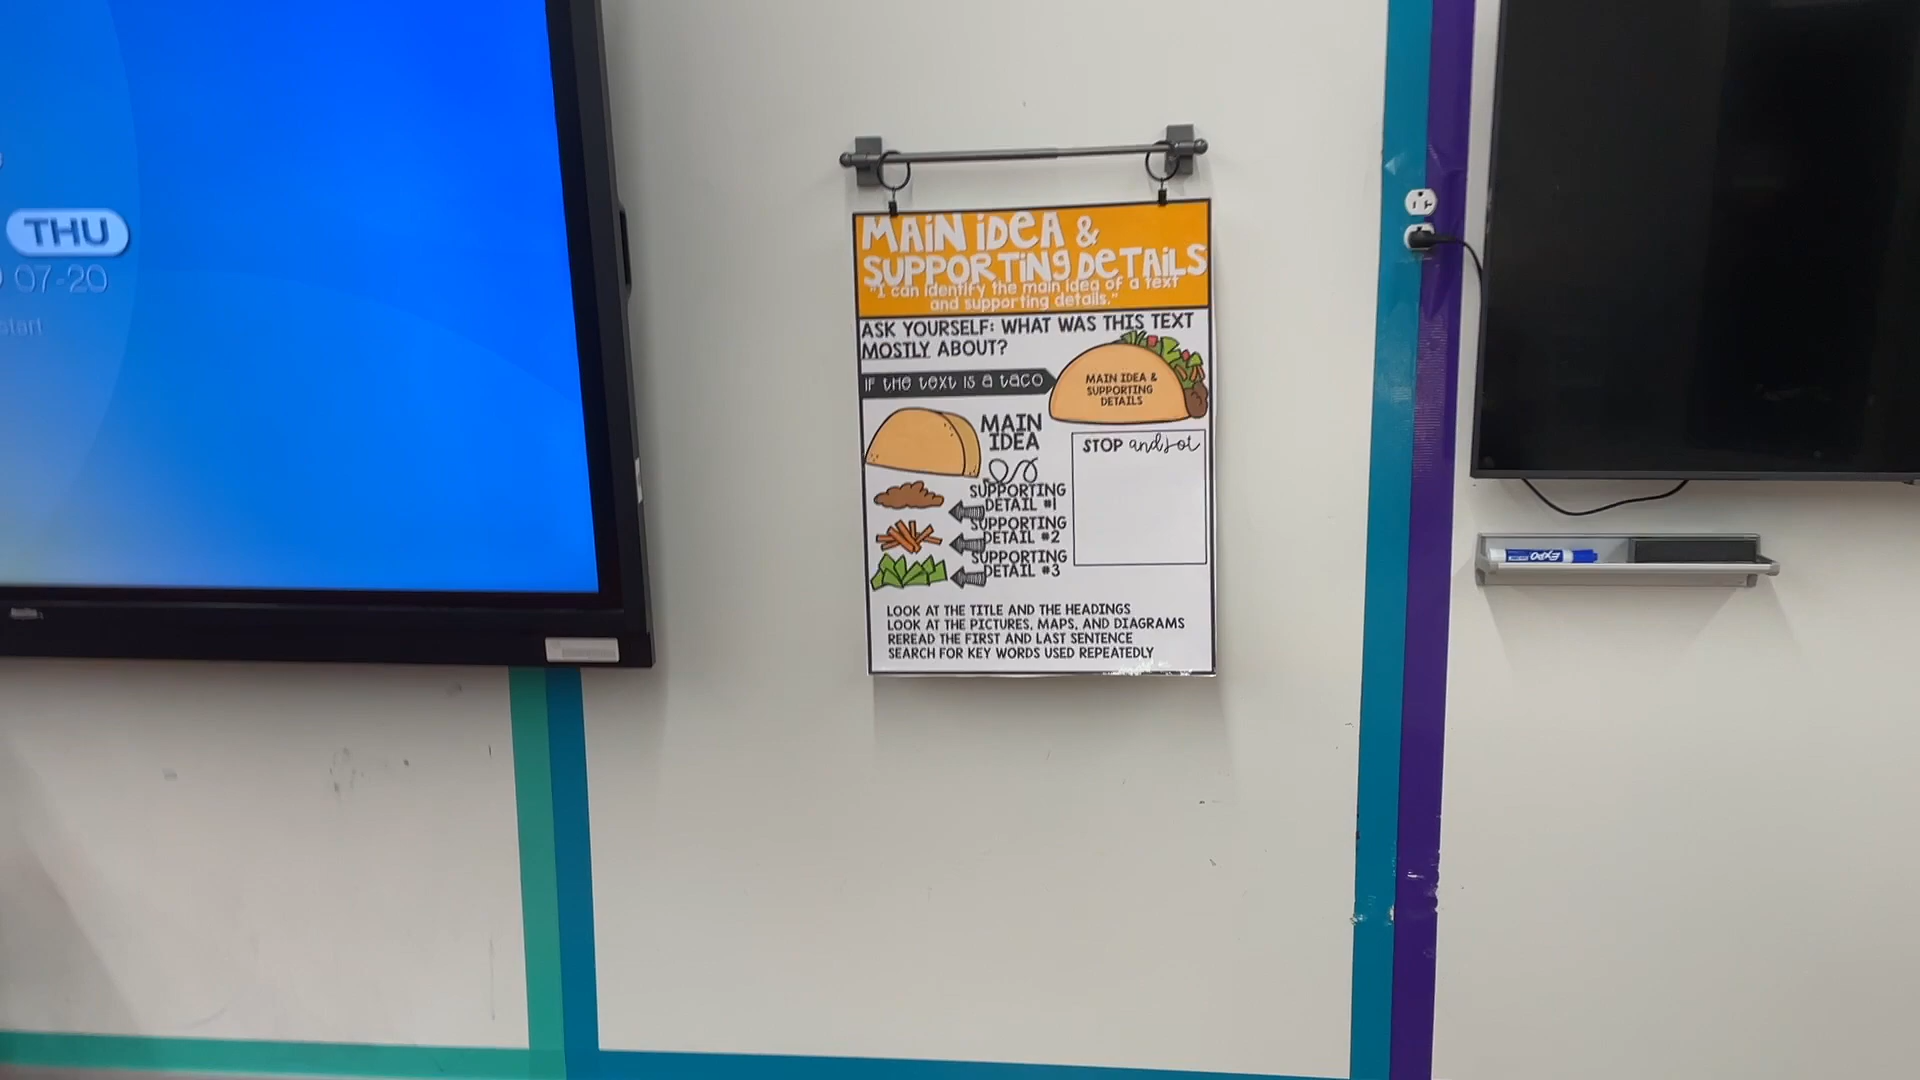 THU
07-20
start
MAIN IDEA &
SUPPORTING DETAILS
"I can identify the main idea of a text
and supporting details."
ASK YOURSELF: WHAT WAS THIS TEXT
MOSTLY ABOUT?
IF THE TEXT IS A TACO
MAIN IDEA &
SUPPORTING
DETAILS
MAIN
IDEA
STOP and jot
SUPPORTING
DETAIL #1
SUPPORTING
DETAIL #2
SUPPORTING
DETAIL #3
LOOK AT THE TITLE AND THE HEADINGS
LOOK AT THE PICTURES, MAPS, AND DIAGRAMS
REREAD THE FIRST AND LAST SENTENCE
SEARCH FOR KEY WORDS USED REPEATEDLY
EXPO